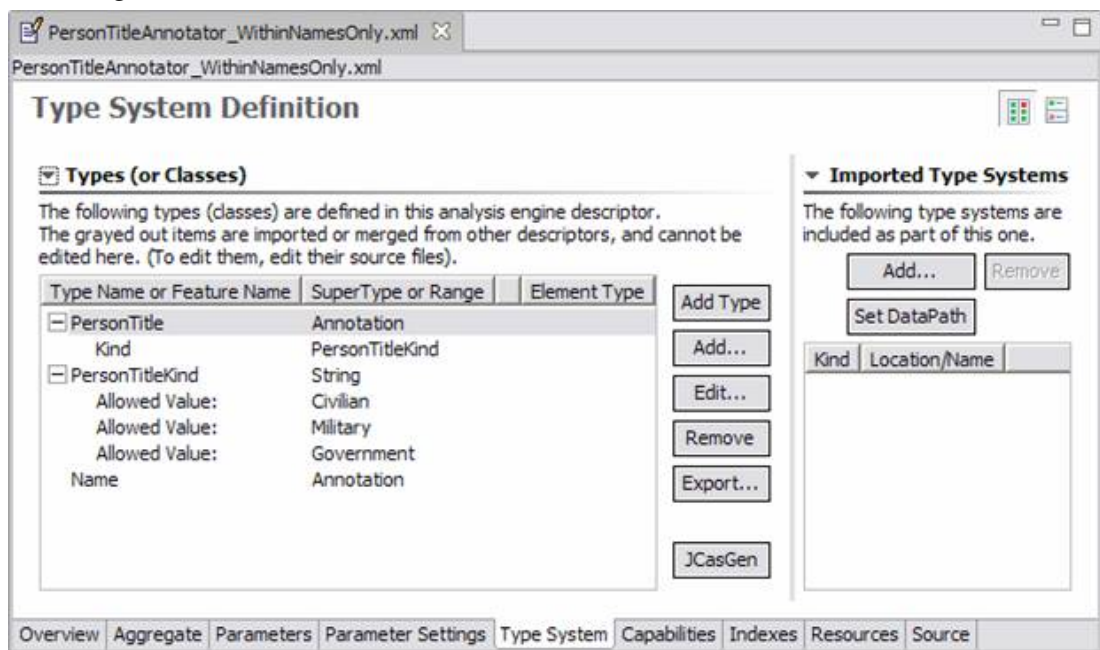 PersonTitleAnnotator_WithinNamesOnly.xml
PersonTitleAnnotator_WithinNamesOnly.xml
Type System Definition
Types (or Classes)
The following types (classes) are defined in this analysis engine descriptor.
The grayed out items are imported or merged from other descriptors, and cannot be
edited here. (To edit them, edit their source files).
Type Name or Feature Name SuperType or Range Element Type
PersonTitle Annotation
Kind PersonTitleKind
PersonTitleKind String
Allowed Value: Civilian
Allowed Value: Military
Allowed Value: Government
Name Annotation
Add Type
Add...
Edit...
Remove
Export...
JCasGen
Imported Type Systems
The following type systems are
included as part of this one.
Add... Remove
Set DataPath
Kind Location/Name
Overview Aggregate Parameters Parameter Settings Type System Capabilities Indexes Resources Source